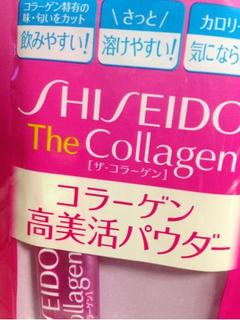 コラーゲン特有の
味・匂いをカット
飲みやすい!
さっと
溶けやすい!
カロリ
気になら
SHISEIDO
The Collagen
[ザ・コラーゲン]
コラーゲン
高美活パウダー
SEIDO
Collagen